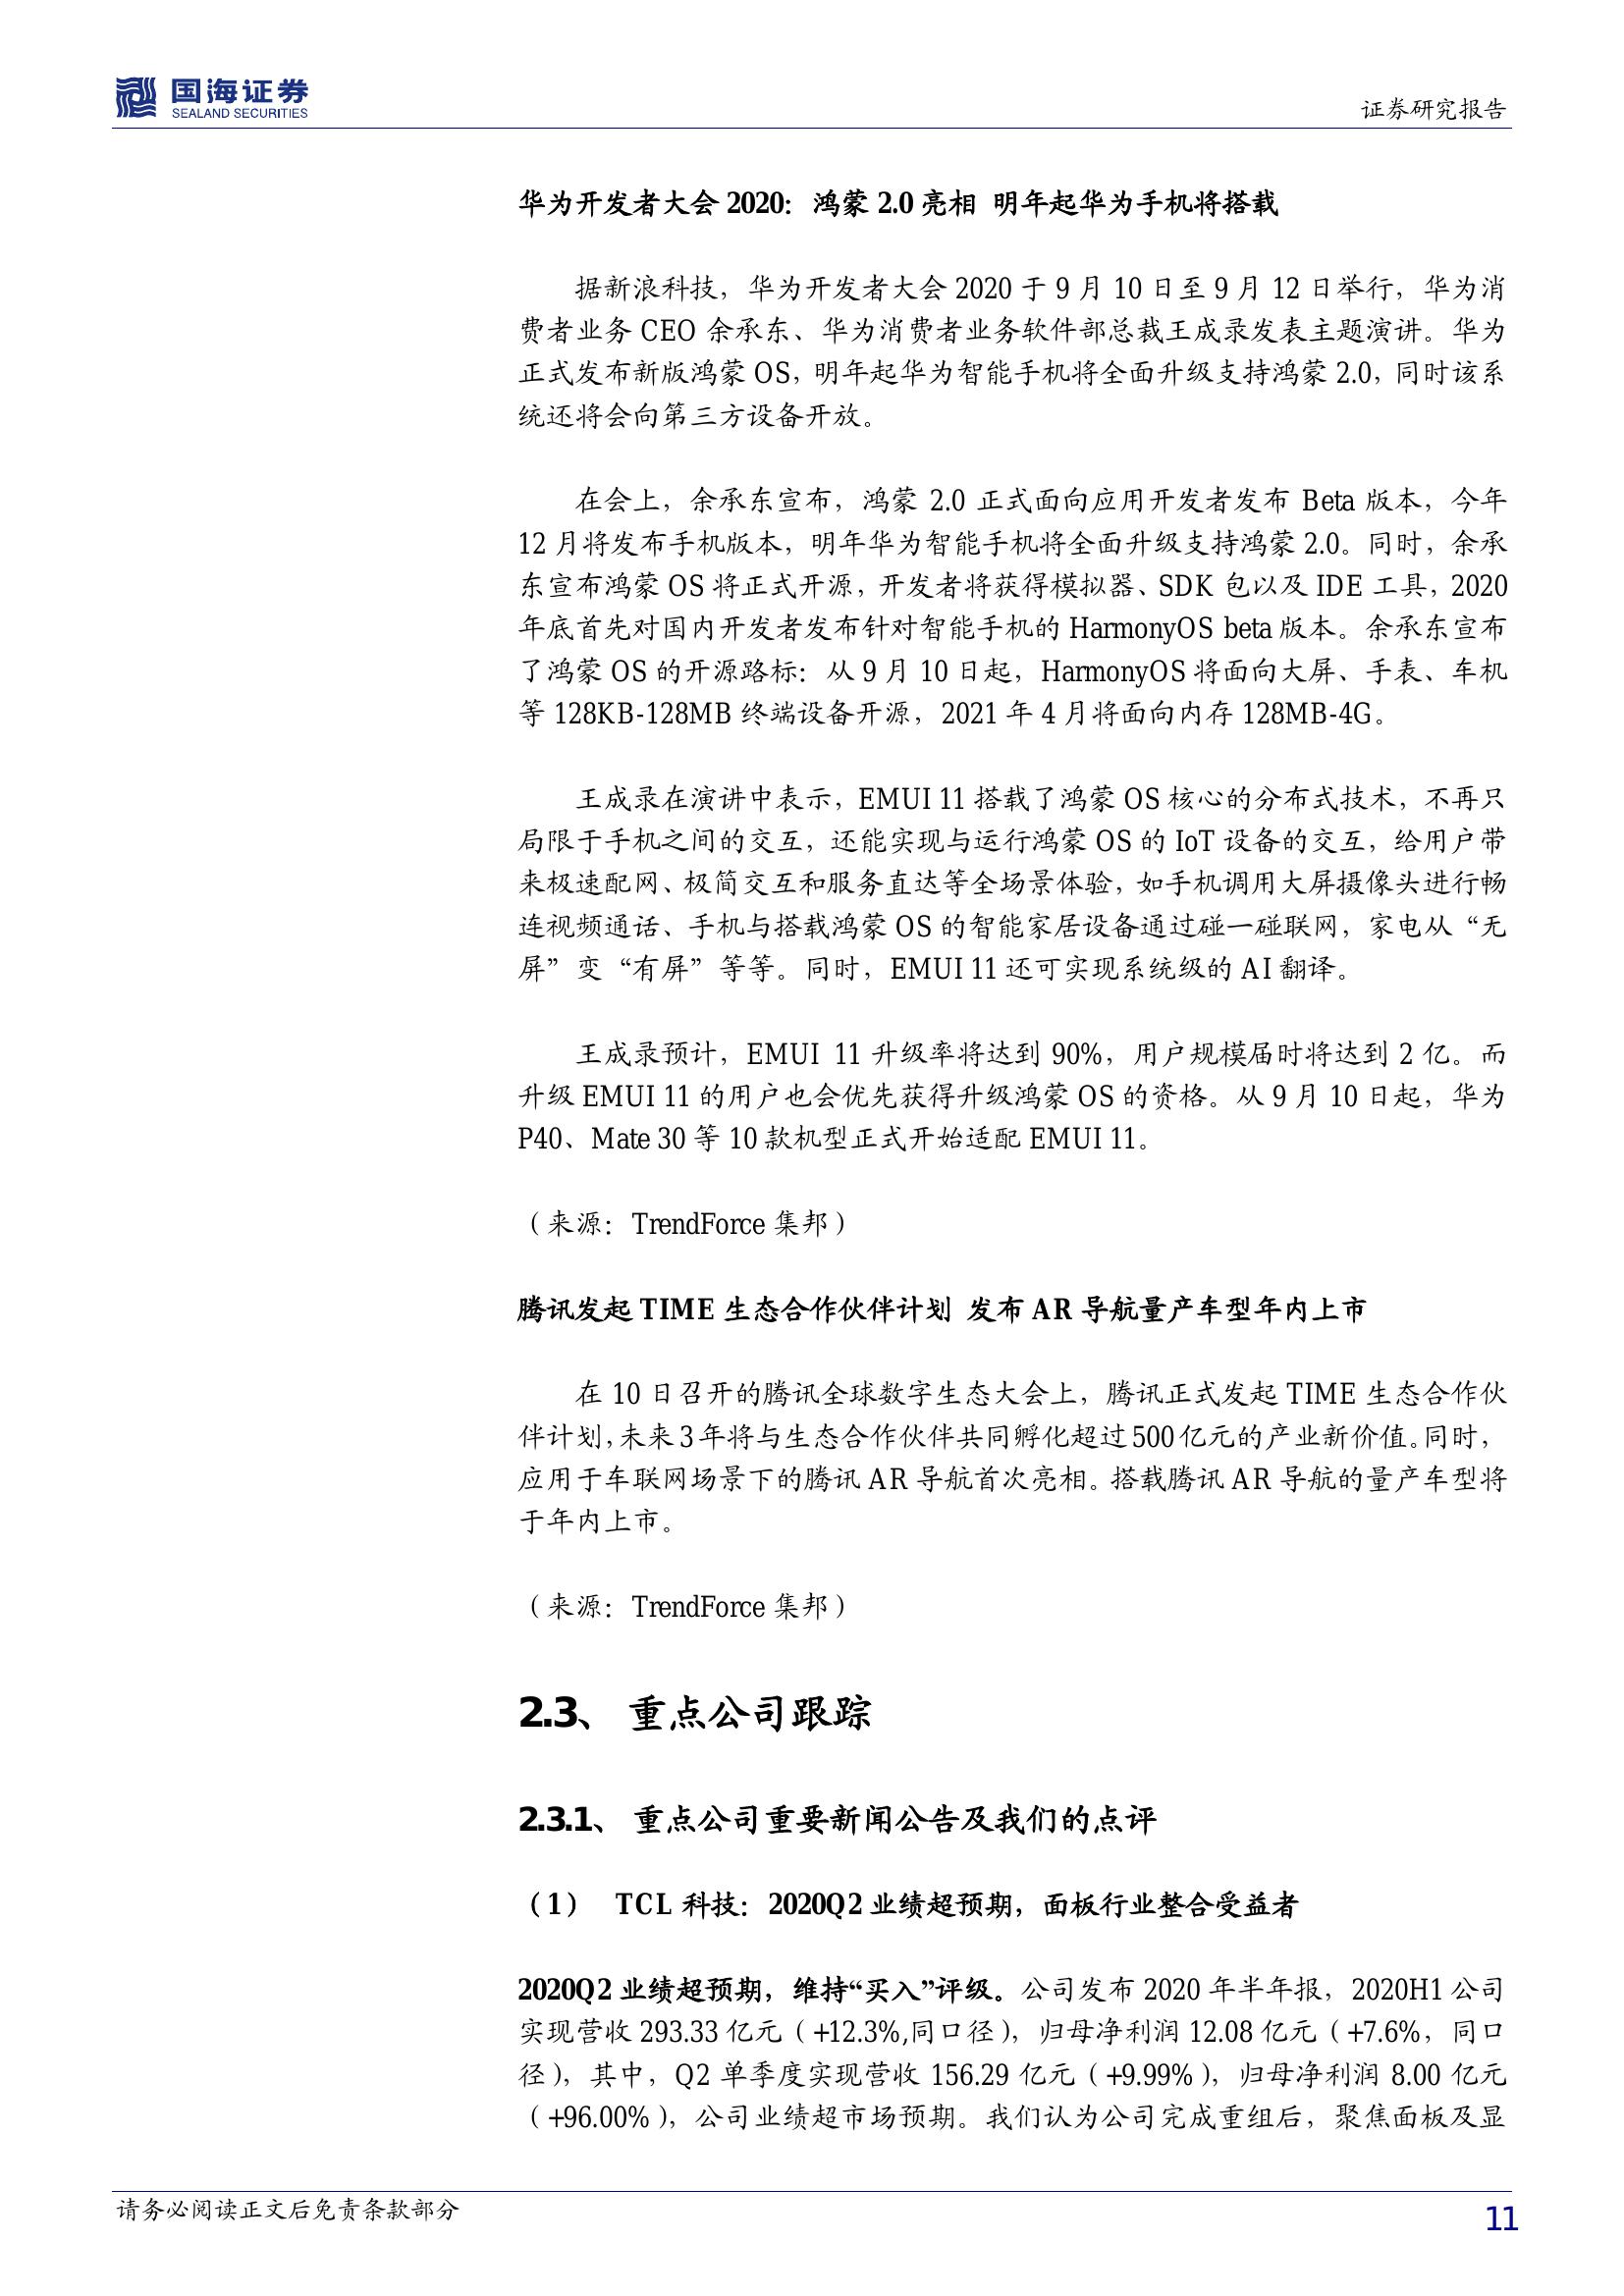 国海证券
SEALAND SECURITIES
证券研究报告
华为开发者大会 2020：鸿蒙 2.0 亮相 明年起华为手机将搭载
据新浪科技，华为开发者大会 2020 于 9 月 10 日至 9 月 12 日举行，华为消
费者业务 CEO 余承东、华为消费者业务软件部总裁王成录发表主题演讲。华为
正式发布新版鸿蒙 OS，明年起华为智能手机将全面升级支持鸿蒙 2.0，同时该系
统还将会向第三方设备开放。
在会上，余承东宣布，鸿蒙 2.0 正式面向应用开发者发布 Beta 版本，今年
12 月将发布手机版本，明年华为智能手机将全面升级支持鸿蒙 2.0。同时，余承
东宣布鸿蒙 OS 将正式开源，开发者将获得模拟器、SDK 包以及 IDE 工具，2020
年底首先对国内开发者发布针对智能手机的 HarmonyOS beta 版本。余承东宣布
了鸿蒙 OS 的开源路标：从 9 月 10 日起，HarmonyOS 将面向大屏、手表、车机
等 128KB-128MB 终端设备开源，2021 年 4 月将面向内存 128MB-4G。
王成录在演讲中表示，EMUI 11 搭载了鸿蒙 OS 核心的分布式技术，不再只
局限于手机之间的交互，还能实现与运行鸿蒙 OS 的 IoT 设备的交互，给用户带
来极速配网、极简交互和服务直达等全场景体验，如手机调用大屏摄像头进行畅
连视频通话、手机与搭载鸿蒙 OS 的智能家居设备通过碰一碰联网，家电从“无
屏”变“有屏”等等。同时，EMUI 11 还可实现系统级的 AI 翻译。
王成录预计，EMUI 11 升级率将达到 90%，用户规模届时将达到 2 亿。而
升级 EMUI 11 的用户也会优先获得升级鸿蒙 OS 的资格。从 9 月 10 日起，华为
P40、Mate 30 等 10 款机型正式开始适配 EMUI 11。
（来源：TrendForce 集邦）
腾讯发起 TIME 生态合作伙伴计划 发布 AR 导航量产车型年内上市
在 10 日召开的腾讯全球数字生态大会上，腾讯正式发起 TIME 生态合作伙
伴计划，未来 3 年将与生态合作伙伴共同孵化超过 500 亿元的产业新价值。同时，
应用于车联网场景下的腾讯 AR 导航首次亮相。搭载腾讯 AR 导航的量产车型将
于年内上市。
（来源：TrendForce 集邦）
2.3、 重点公司跟踪
2.3.1、 重点公司重要新闻公告及我们的点评
（1） TCL 科技：2020Q2 业绩超预期，面板行业整合受益者
2020Q2 业绩超预期，维持“买入”评级。公司发布 2020 年半年报，2020H1 公司
实现营收 293.33 亿元（+12.3%,同口径），归母净利润 12.08 亿元（+7.6%，同口
径），其中，Q2 单季度实现营收 156.29 亿元（+9.99%），归母净利润 8.00 亿元
（+96.00%），公司业绩超市场预期。我们认为公司完成重组后，聚焦面板及显
请务必阅读正文后免责条款部分
11